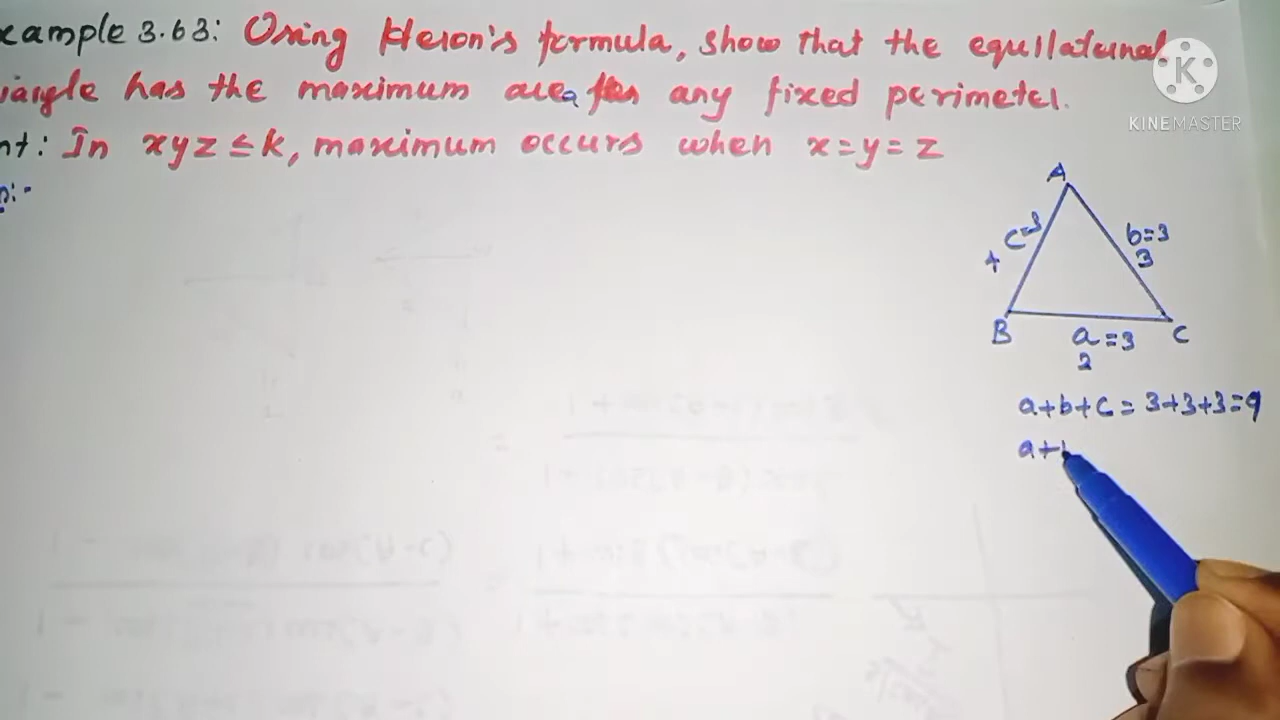 xample 3.63: Using Heron's formula, show that the equilateral
riangle has the maximum area for any fixed perimeter.
nt: In xyz ≤ k, maximum occurs when x = y = z
n:-
K
KINEMASTER
A
c=3
b=3
4
3
B
a=3
C
2
a+b+c = 3+3+3=9
a+